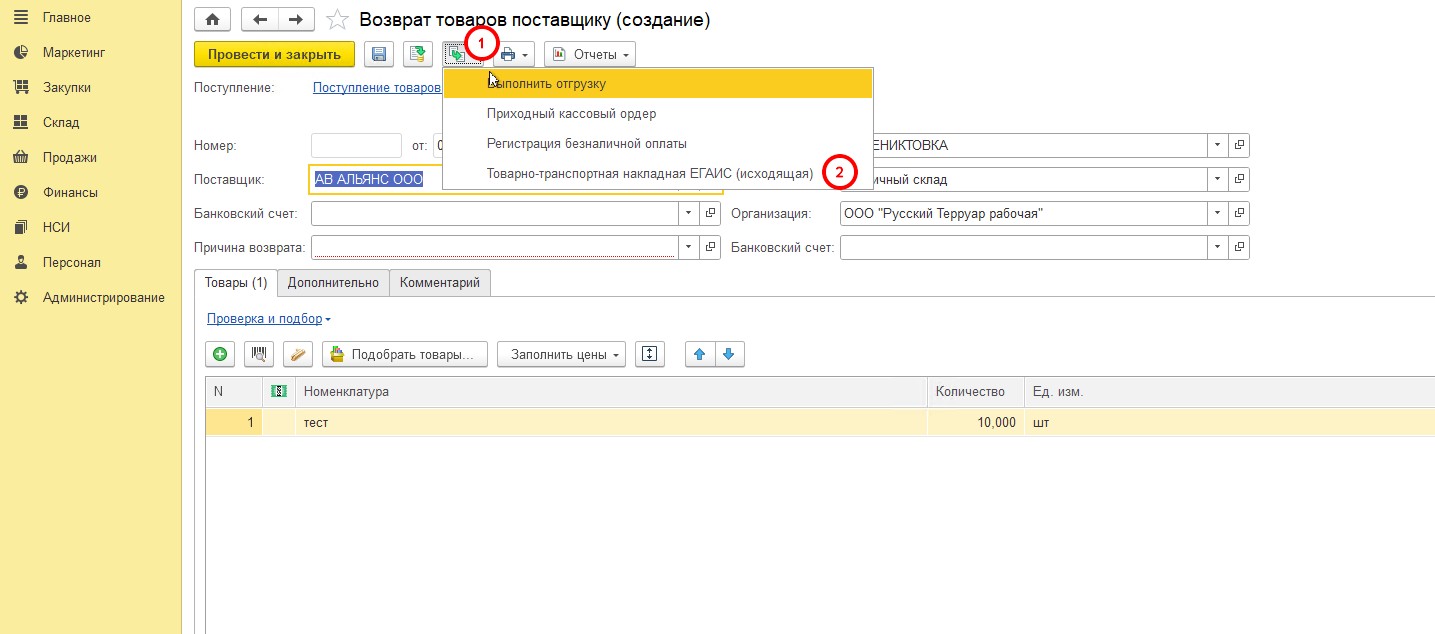 Главное
Маркетинг
Закупки
Склад
Продажи
Финансы
НСИ
Персонал
Администрирование
Возврат товаров поставщику (создание)
Провести и закрыть
1
Отчеты
Поступление: Поступление товаров
Выполнить отгрузку
Приходный кассовый ордер
Регистрация безналичной оплаты
Товарно-транспортная накладная ЕГАИС (исходящая) 2
Номер: от: 0 ЕНИКТОВКА
Поставщик: АВ АЛЬЯНС ООО ичный склад
Банковский счет: Организация: ООО "Русский Терруар рабочая"
Причина возврата: Банковский счет:
Товары (1) Дополнительно Комментарий
Проверка и подбор
Подобрать товары... Заполнить цены
N Номенклатура Количество Ед. изм.
1 тест 10,000 шт